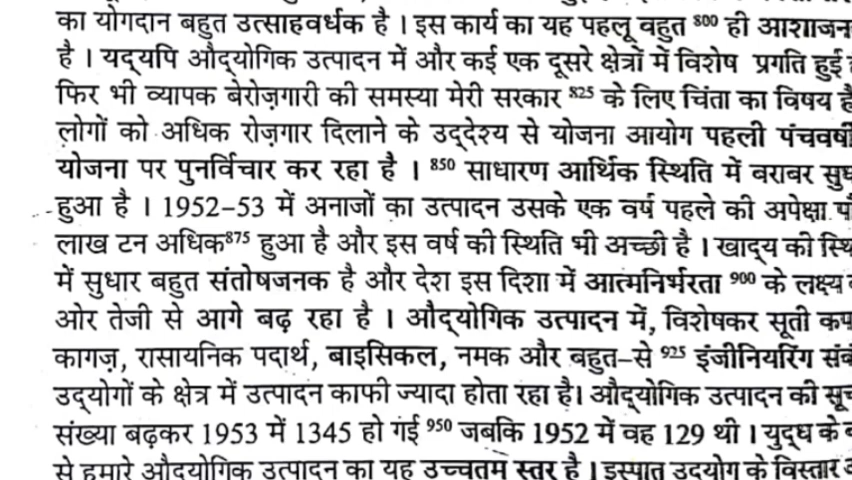 का योगदान बहुत उत्साहवर्धक है । इस कार्य का यह पहलू वहुत 800 ही
है । यद्यपि औद्योगिक उत्पादन में और कई एक दूसरे क्षेत्रों में विशेष प्रगति हुई
फिर भी व्यापक बेरोज़गारी की समस्या मेरी सरकार 825 के लिए चिंता का विषय है
लोगों को अधिक रोज़गार दिलाने के उद्देश्य से योजना आयोग पहली
योजना पर पुनर्विचार कर रहा है । 850 साधारण आर्थिक स्थिति में बराबर
हुआ है । 1952-53 में अनाजों का उत्पादन उसके एक वर्ष पहले की अपेक्षा
लाख टन अधिक875 हुआ है और इस वर्ष की स्थिति भी अच्छी है । खाद्य की
में सुधार बहुत संतोषजनक है और देश इस दिशा में आत्मनिर्भरता 900 के लक्ष्य
ओर तेजी से आगे बढ़ रहा है । औद्योगिक उत्पादन में, विशेषकर सूती
कागज़, रासायनिक पदार्थ, बाइसिकल, नमक और बहुत-से 925 इंजीनियरिंग
उद्योगों के क्षेत्र में उत्पादन काफी ज्यादा होता रहा है। औद्योगिक उत्पादन की
संख्या बढ़कर 1953 में 1345 हो गई 950 जबकि 1952 में वह 129 थी । युद्ध के
से हमारे औद्योगिक उत्पादन का यह उच्चतम स्तर है । इस्पात उद्योग के विस्तार